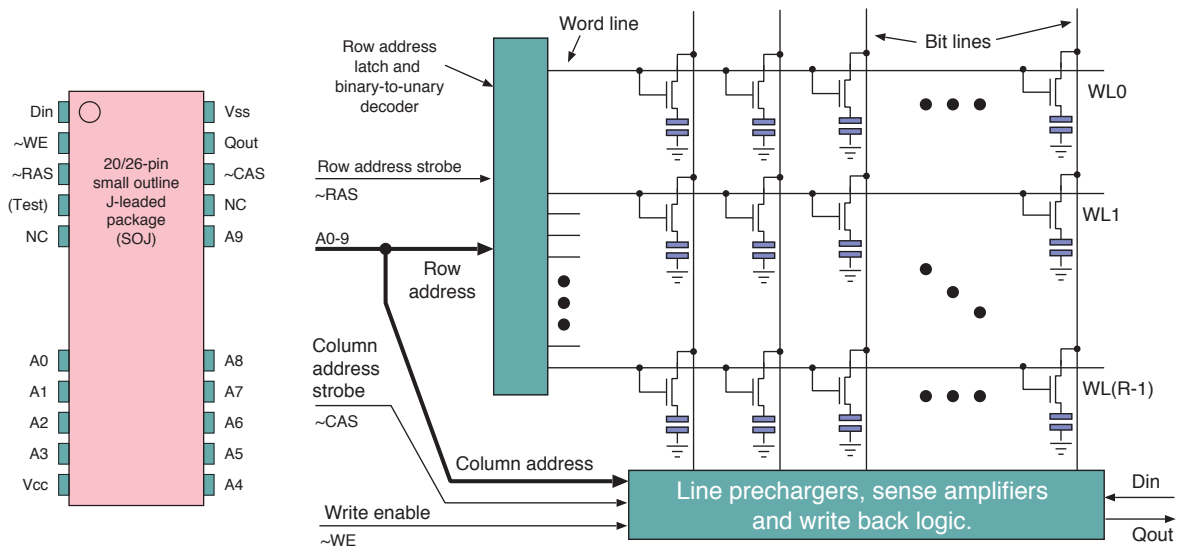 Din
~WE
~RAS
(Test)
NC
A0
A1
A2
A3
Vcc
20/26-pin
small outline
J-leaded
package
(SOJ)
Vss
Qout
~CAS
NC
A9
A8
A7
A6
A5
A4
Row address
latch and
binary-to-unary
decoder
Word line
Bit lines
WL0
Row address strobe
~RAS
WL1
A0-9
Row
address
Column
address
strobe
~CAS
WL(R-1)
Column address
Write enable
~WE
Line prechargers, sense amplifiers
and write back logic.
Din
Qout